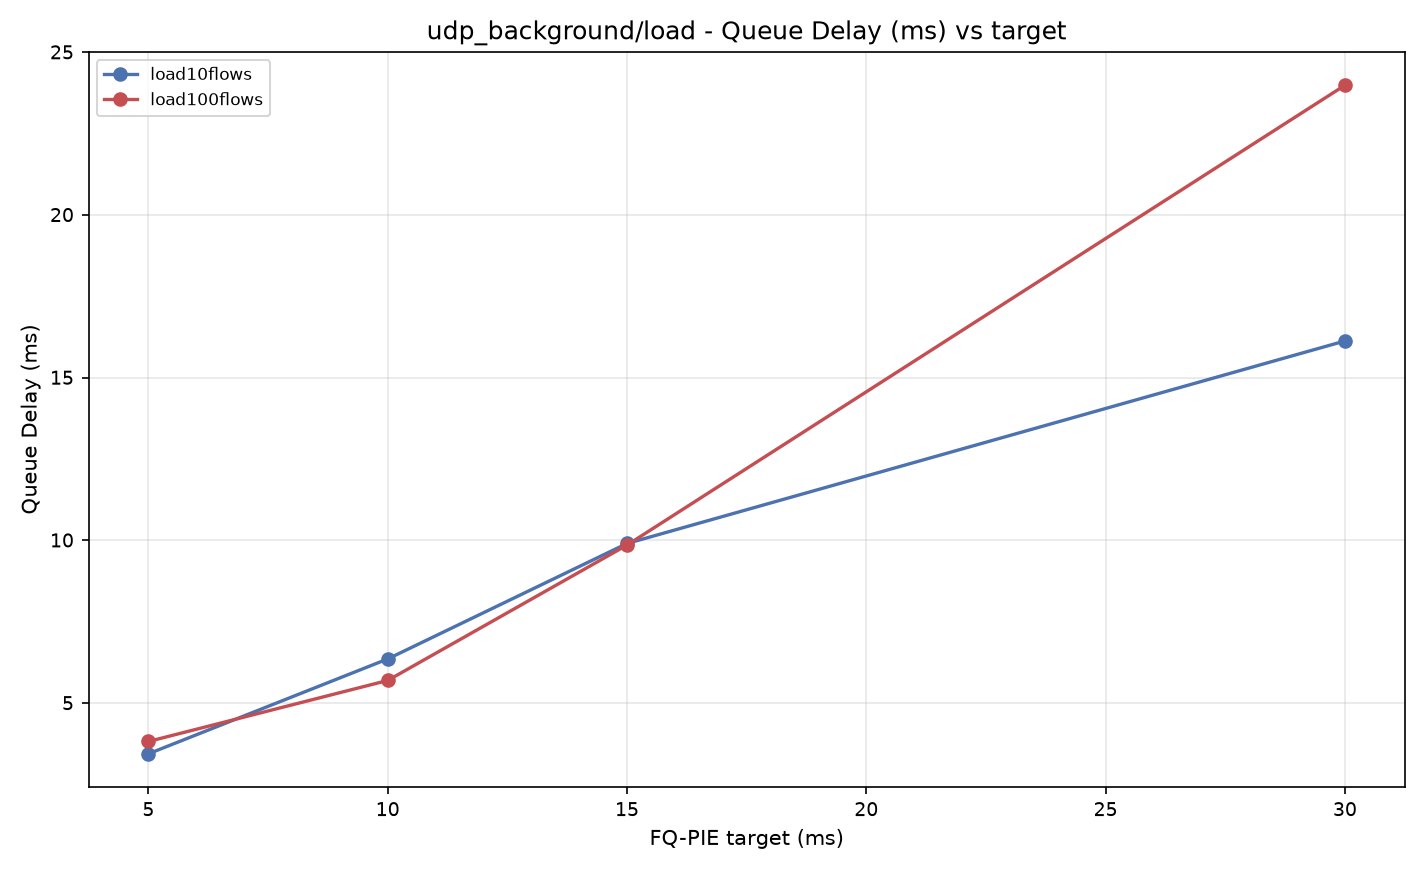 udp_background/load - Queue Delay (ms) vs target
25
20
15
10
5
Queue Delay (ms)
load10flows
load100flows
5 10 15 20 25 30
FQ-PIE target (ms)